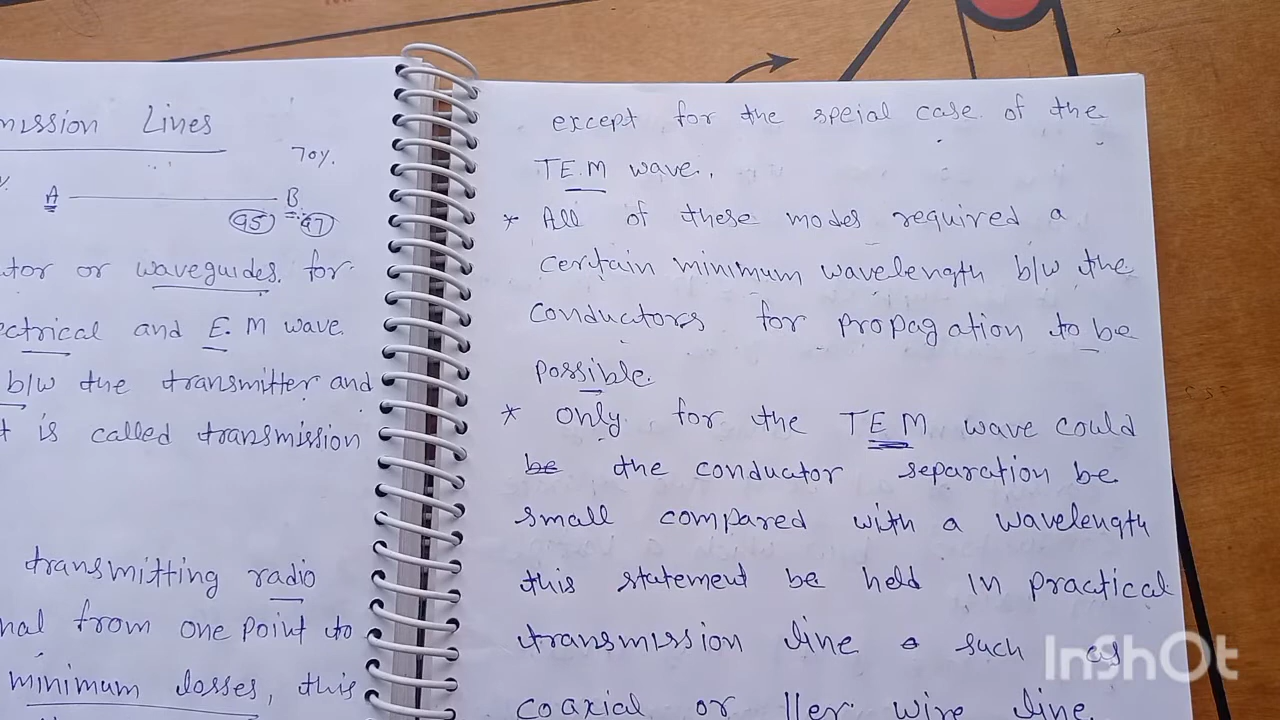 mission Lines
70%.
A B
95 97
ator or waveguides. for
ectrical and E.M wave.
b/w the transmitter and
t is called transmission
transmitting radio
nal from one point to
minimum losses, this
except for the speial case of the
TE.M wave.
* All of these modes required a
certain minimum wavelength b/w the
conductors for propagation to be
possible.
* only for the TEM wave could
be the conductor separation be
small compared with a wavelength
this statement be held in practical
transmission line such as
coaxial or ller wire line.
InShOt